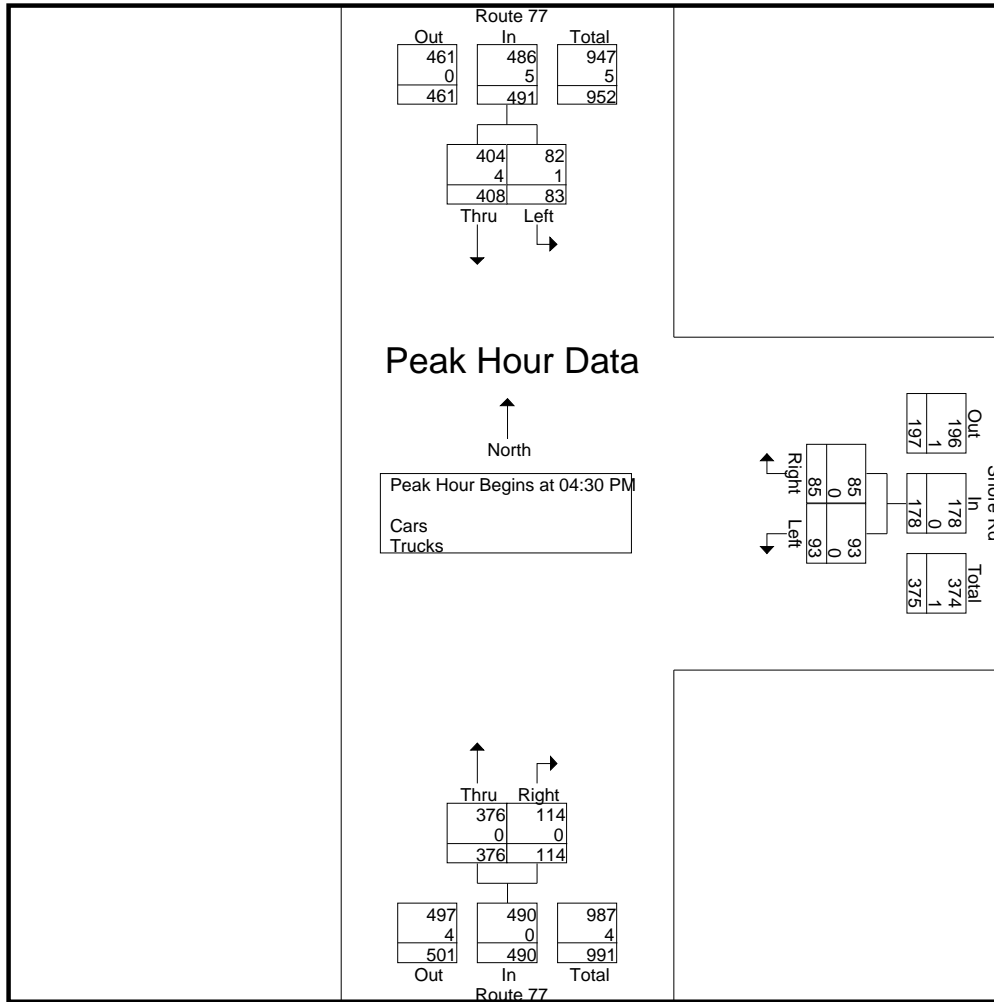 Route 77
Out In Total
461 486 947
0 5 5
461 491 952
404 82
4 1
408 83
Thru Left
Peak Hour Data
North
Peak Hour Begins at 04:30 PM
Cars
Trucks
Shore Rd
Out In Total
196 178 374
1 0 1
197 178 375
85 93
0 0
85 93
Right Left
Thru Right
376 114
0 0
376 114
497 490 987
4 0 4
501 490 991
Out In Total
Route 77